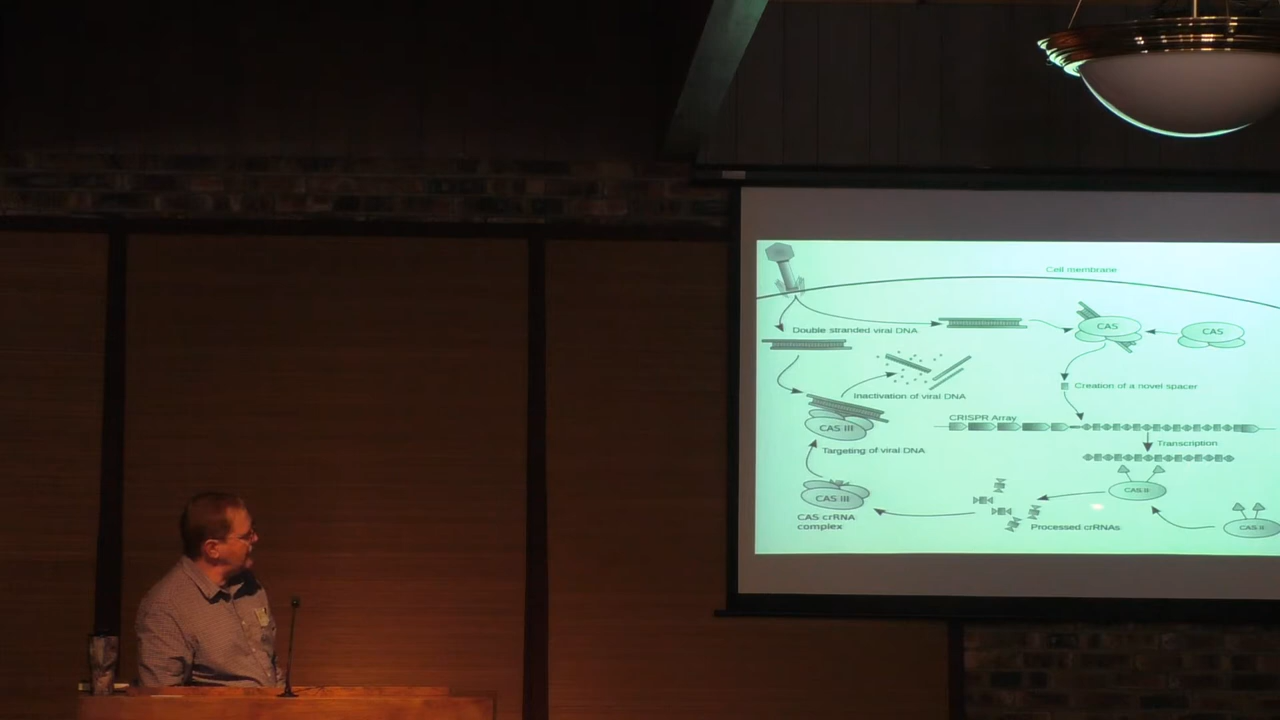 Cell membrane
Double stranded viral DNA
CAS
CAS
Creation of a novel spacer
Inactivation of viral DNA
CRISPR Array
CAS III
Transcription
Targeting of viral DNA
CAS II
CAS III
CAS crRNA
complex
Processed crRNAs
CAS II